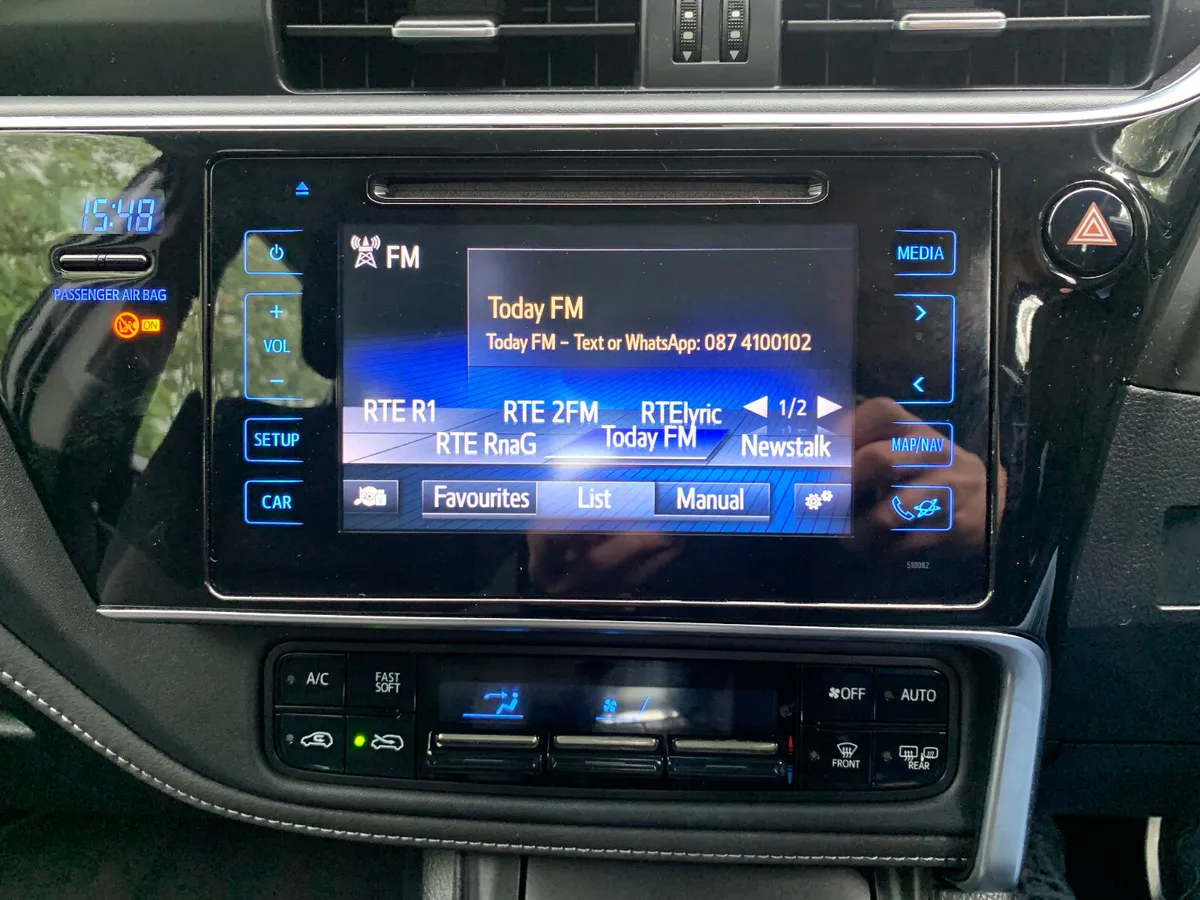 15:48
PASSENGER AIR BAG
ON
VOL
SETUP
CAR
FM
Today FM
Today FM - Text or WhatsApp: 087 4100102
RTE R1 RTE 2FM RTElyric 1/2
RTE RnaG Today FM Newstalk
Favourites List Manual
MEDIA
MAP/NAV
510082
A/C
FAST
SOFT
OFF
AUTO
FRONT
REAR